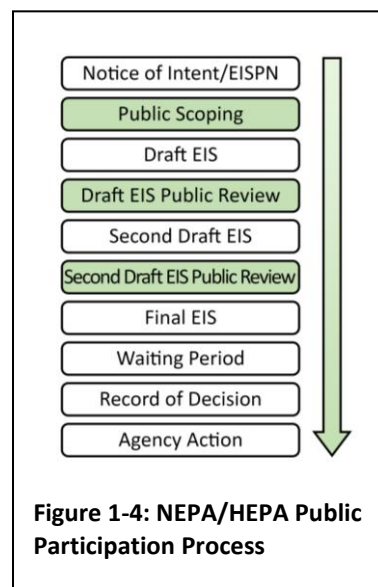 Notice of Intent/EISPN
Public Scoping
Draft EIS
Draft EIS Public Review
Second Draft EIS
Second Draft EIS Public Review
Final EIS
Waiting Period
Record of Decision
Agency Action
Figure 1-4: NEPA/HEPA Public
Participation Process